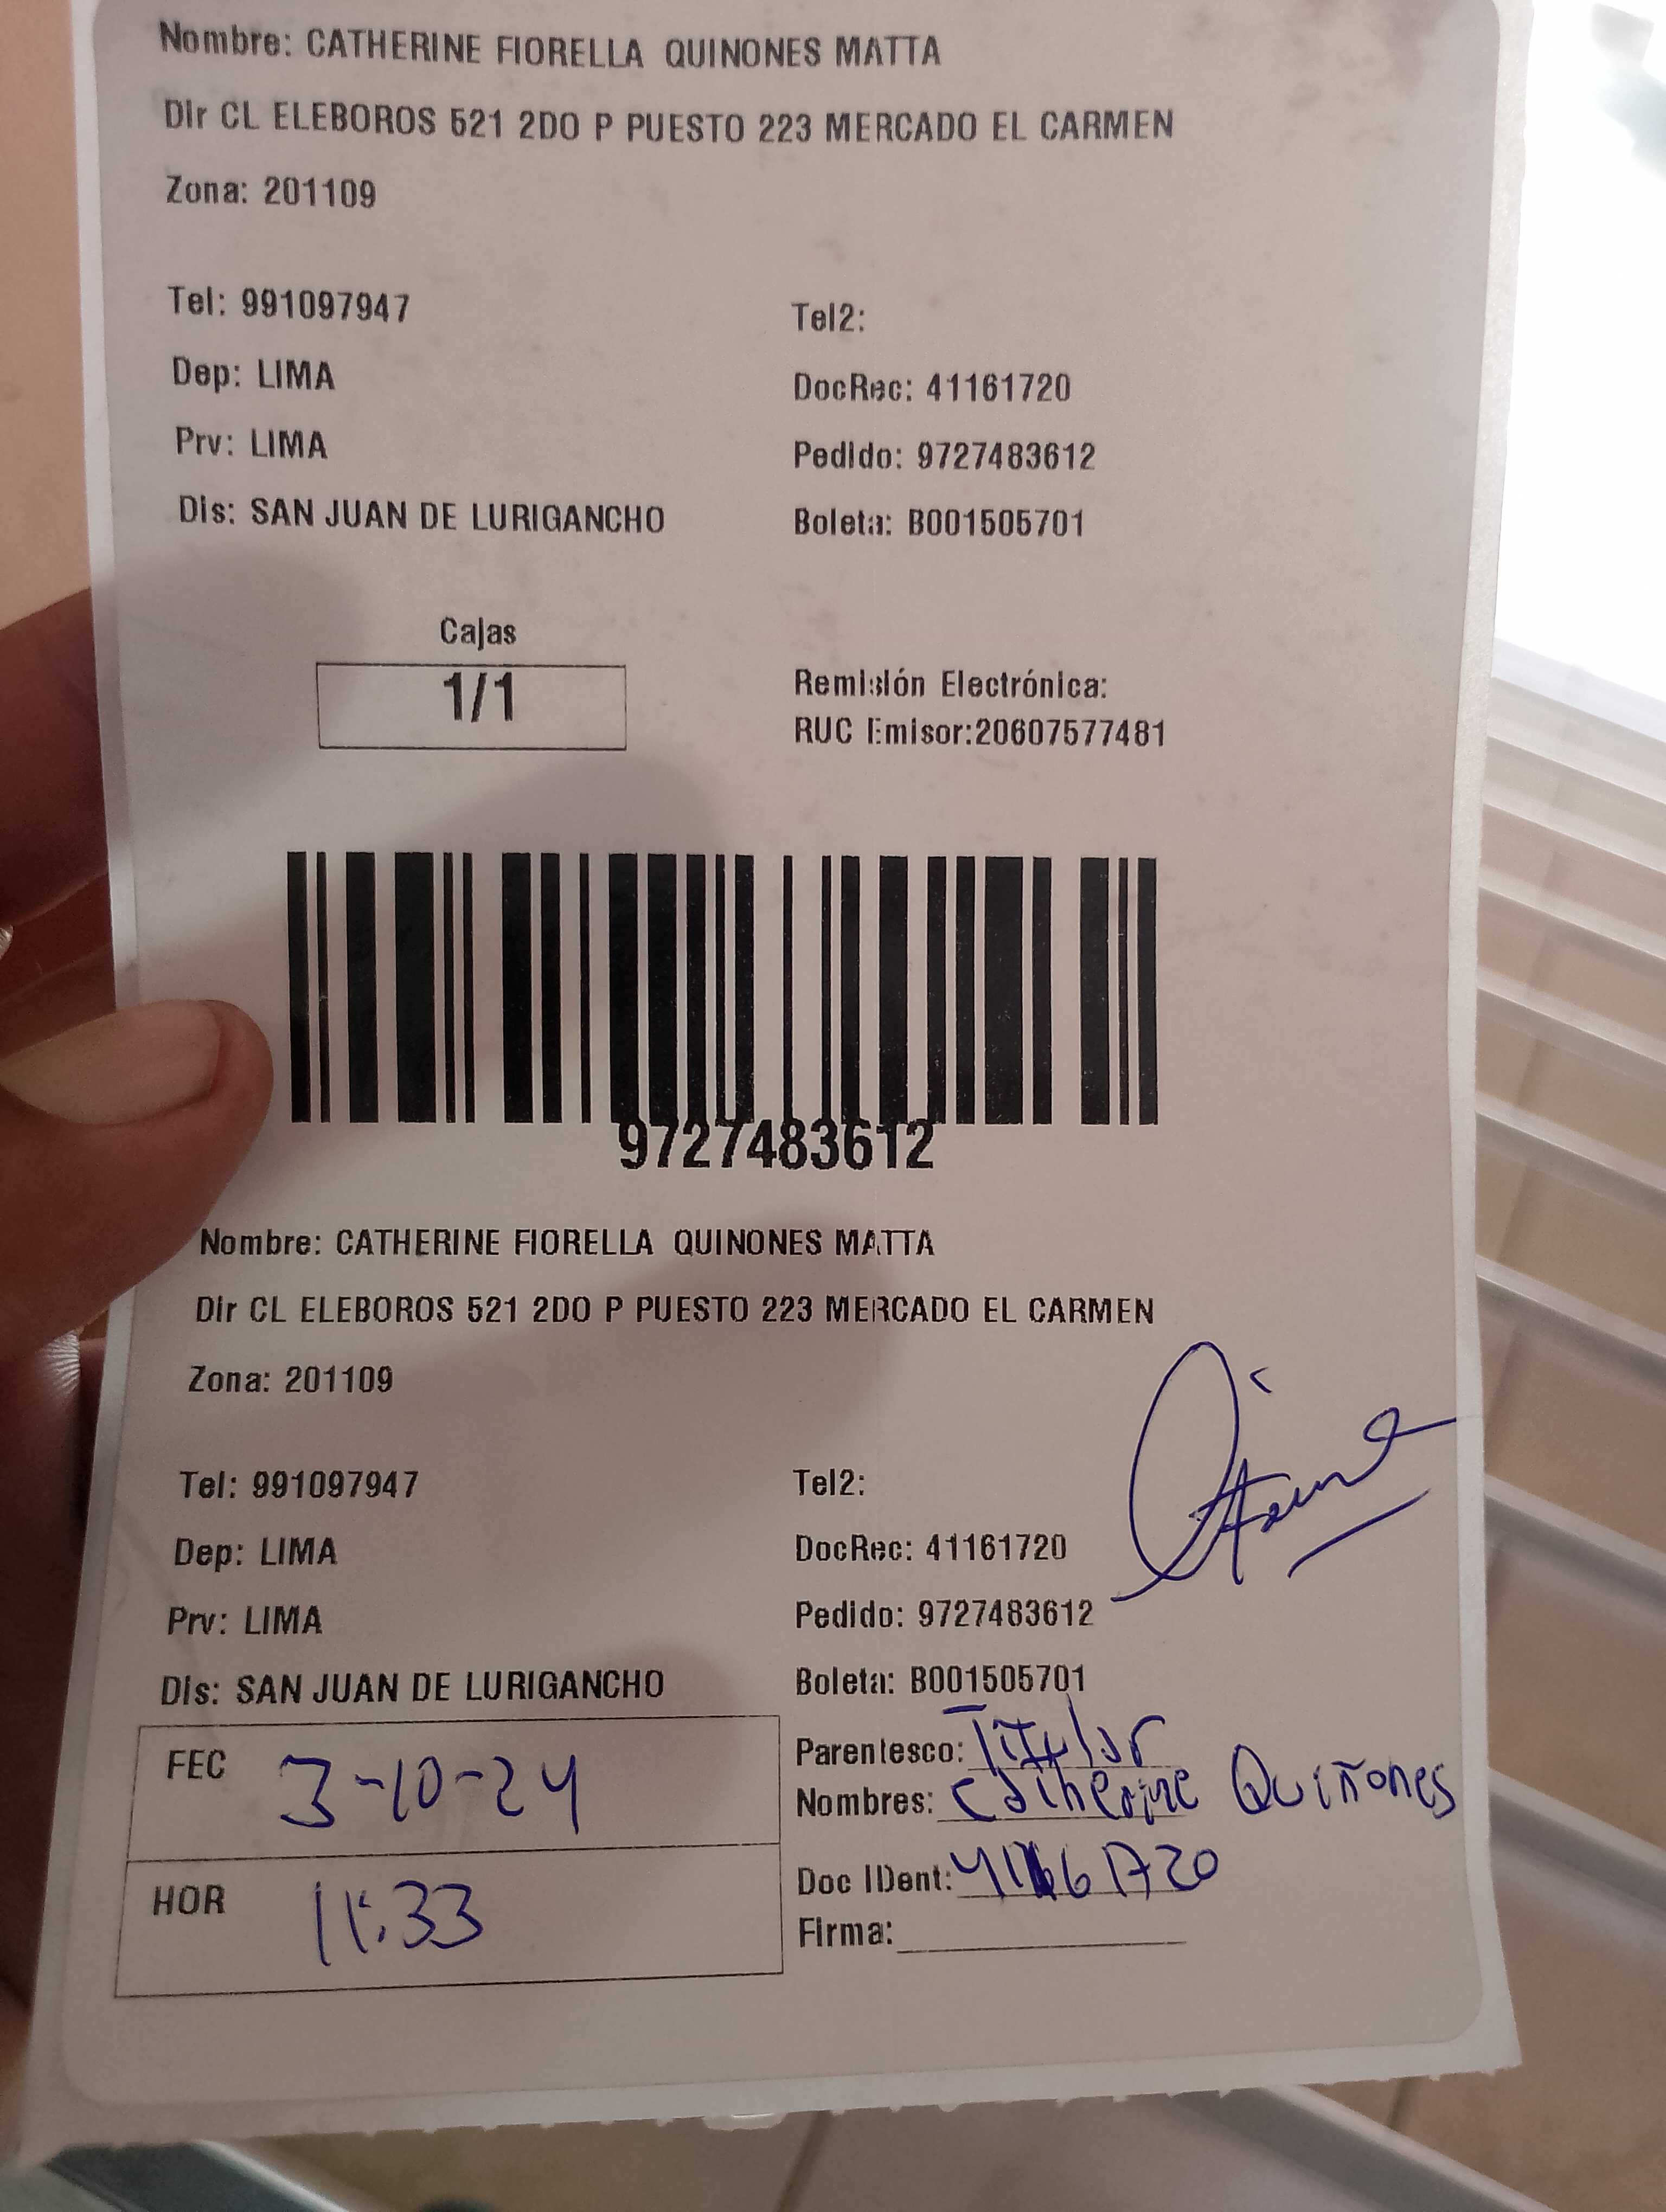 Nombre: CATHERINE FIORELLA QUINONES MATTA
Dir CL ELEBOROS 521 2DO P PUESTO 223 MERCADO EL CARMEN
Zona: 201109
Tel: 991097947 Tel2:
Dep: LIMA DocRec: 41161720
Prv: LIMA Pedido: 9727483612
Dis: SAN JUAN DE LURIGANCHO Boleta: B001505701
Cajas
1/1
Remisión Electrónica:
RUC Emisor:20607577481
9727483612
Nombre: CATHERINE FIORELLA QUINONES MATTA
Dir CL ELEBOROS 521 2DO P PUESTO 223 MERCADO EL CARMEN
Zona: 201109
Tel: 991097947 Tel2:
Dep: LIMA DocRec: 41161720
Prv: LIMA Pedido: 9727483612
Dis: SAN JUAN DE LURIGANCHO Boleta: B001505701
FEC 3-10-24
HOR 11:33
Parentesco: Titular
Nombres: Catherine Quiñones
Doc IDent: 41161720
Firma: